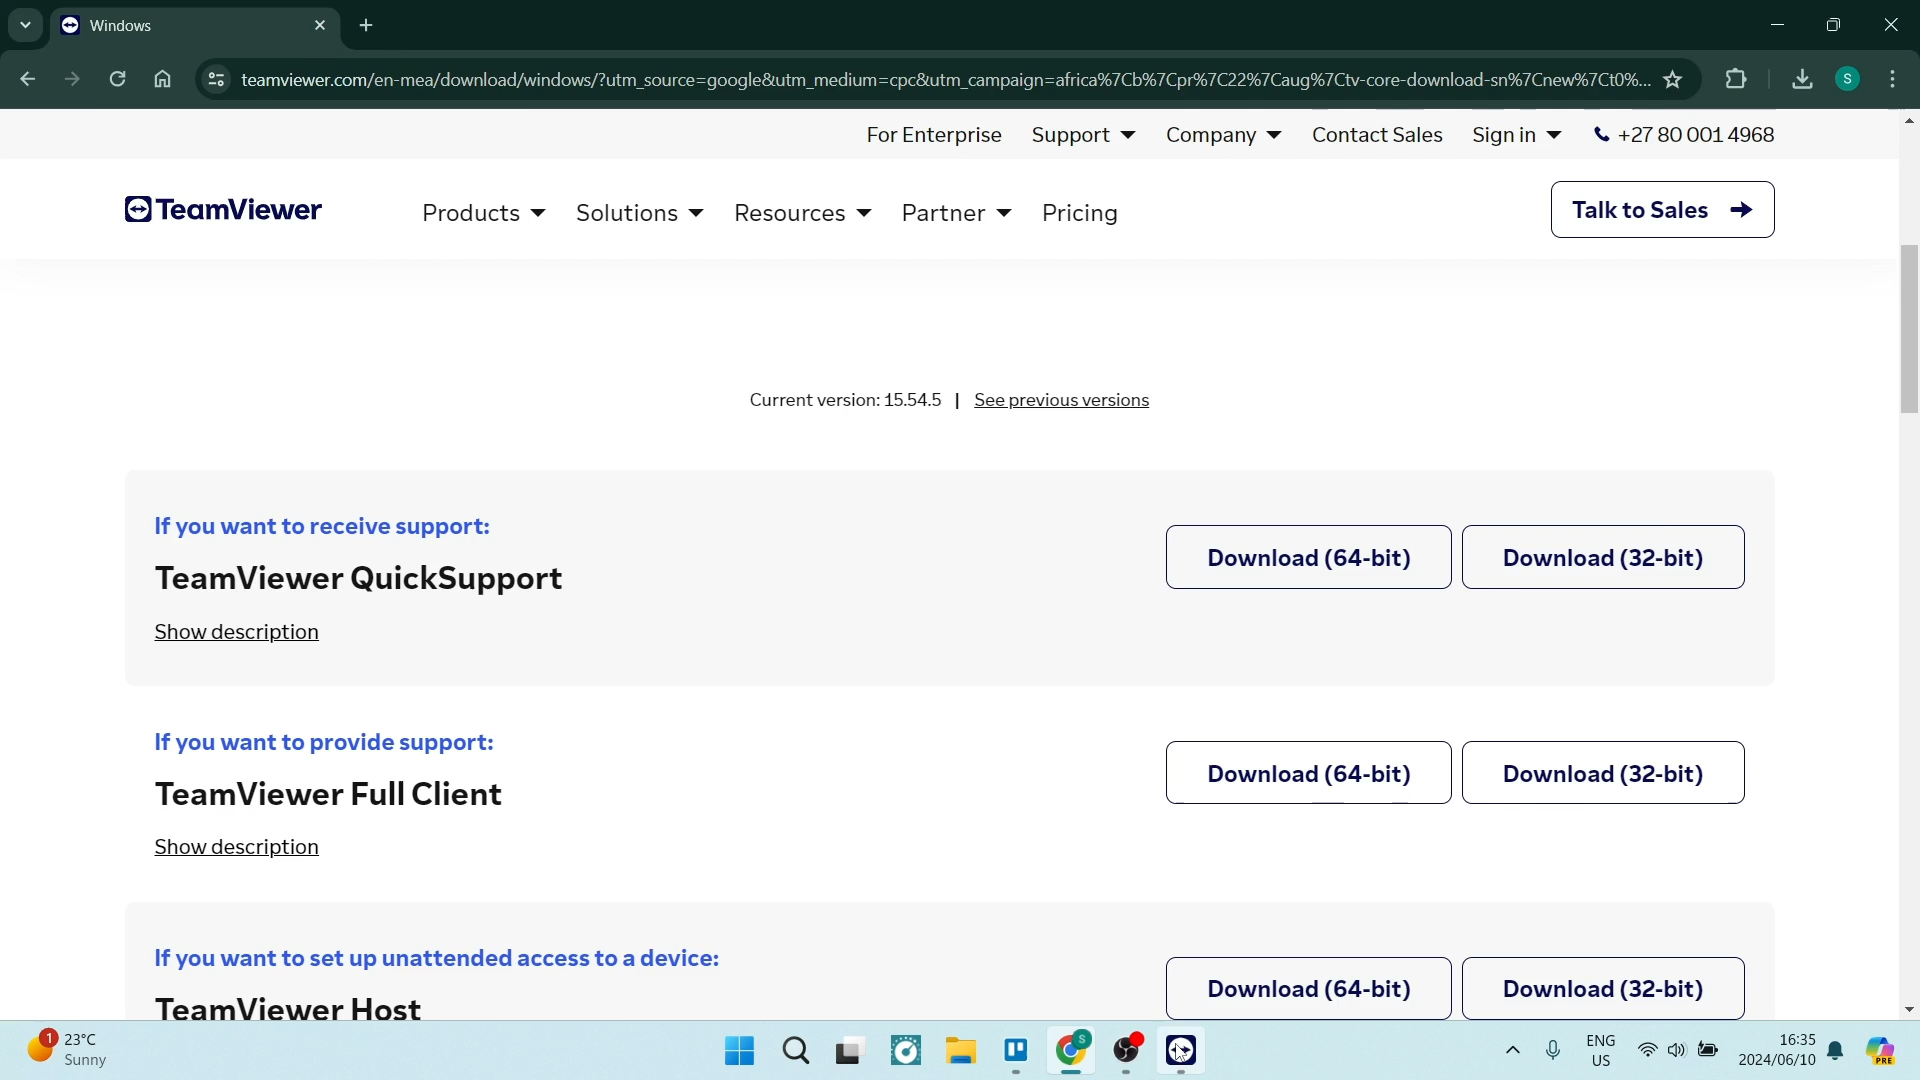 Windows
teamviewer.com/en-mea/download/windows/?utm_source=google&utm_medium=cpc&utm_campaign=africa%7Cb%7Cpr%7C22%7Caug%7Ctv-core-download-sn%7Cnew%7Ct0%...
S
For Enterprise Support Company Contact Sales Sign in +27 80 001 4968
TeamViewer Products Solutions Resources Partner Pricing Talk to Sales
Current version: 15.54.5 | See previous versions
If you want to receive support:
TeamViewer QuickSupport
Download (64-bit) Download (32-bit)
Show description
If you want to provide support:
TeamViewer Full Client
Download (64-bit) Download (32-bit)
Show description
If you want to set up unattended access to a device:
TeamViewer Host
Download (64-bit) Download (32-bit)
1 23°C
Sunny
S
ENG
US
16:35
2024/06/10
PRE